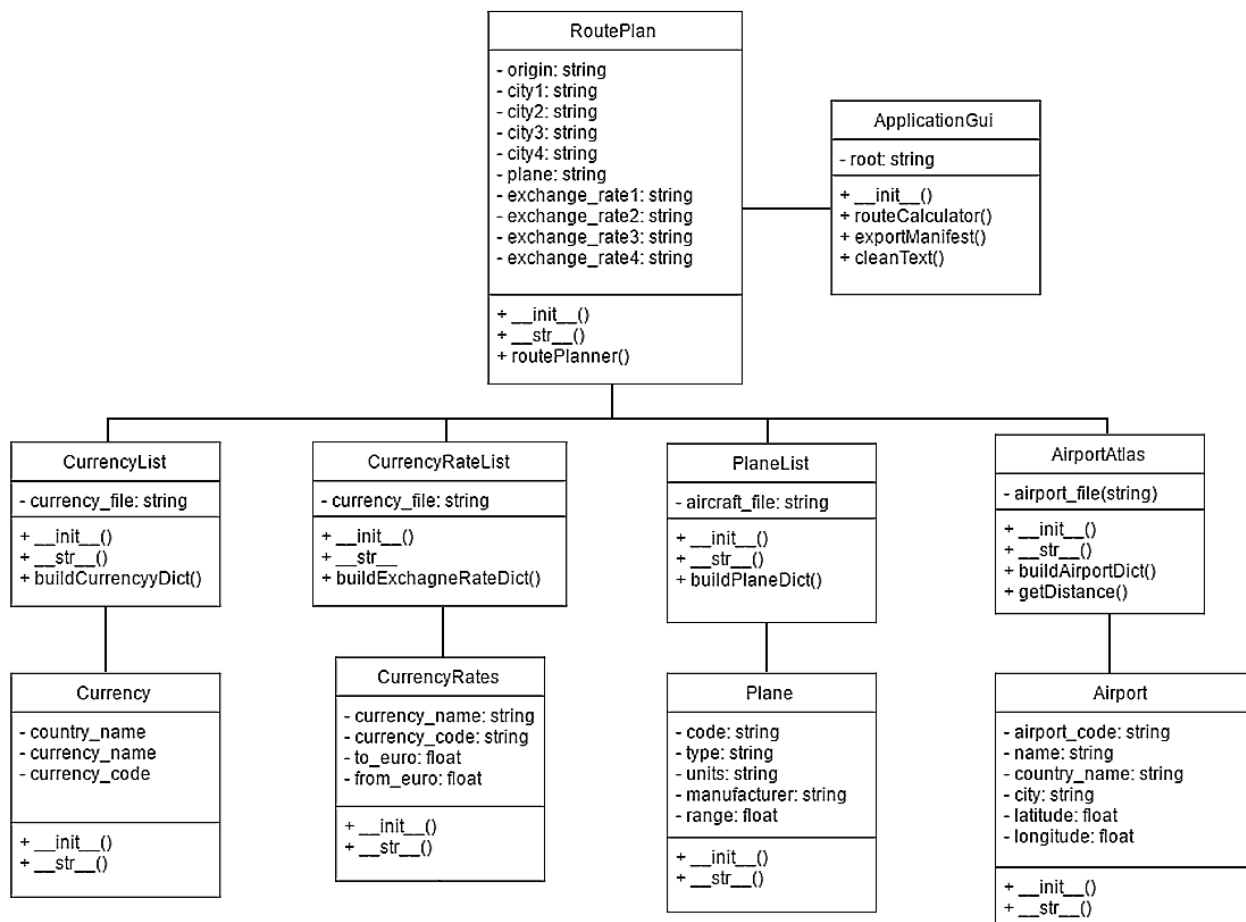 RoutePlan
- origin: string
- city1: string
- city2: string
- city3: string
- city4: string
- plane: string
- exchange_rate1: string
- exchange_rate2: string
- exchange_rate3: string
- exchange_rate4: string
+ __init__()
+ __str__()
+ routePlanner()
ApplicationGui
- root: string
+ __init__()
+ routeCalculator()
+ exportManifest()
+ cleanText()
CurrencyList
- currency_file: string
+ __init__()
+ __str__()
+ buildCurrencyyDict()
CurrencyRateList
- currency_file: string
+ __init__()
+ __str__
+ buildExchagneRateDict()
PlaneList
- aircraft_file: string
+ __init__()
+ __str__()
+ buildPlaneDict()
AirportAtlas
- airport_file(string)
+ __init__()
+ __str__()
+ buildAirportDict()
+ getDistance()
Currency
- country_name
- currency_name
- currency_code
+ __init__()
+ __str__()
CurrencyRates
- currency_name: string
- currency_code: string
- to_euro: float
- from_euro: float
+ __init__()
+ __str__()
Plane
- code: string
- type: string
- units: string
- manufacturer: string
- range: float
+ __init__()
+ __str__()
Airport
- airport_code: string
- name: string
- country_name: string
- city: string
- latitude: float
- longitude: float
+ __init__()
+ __str__()